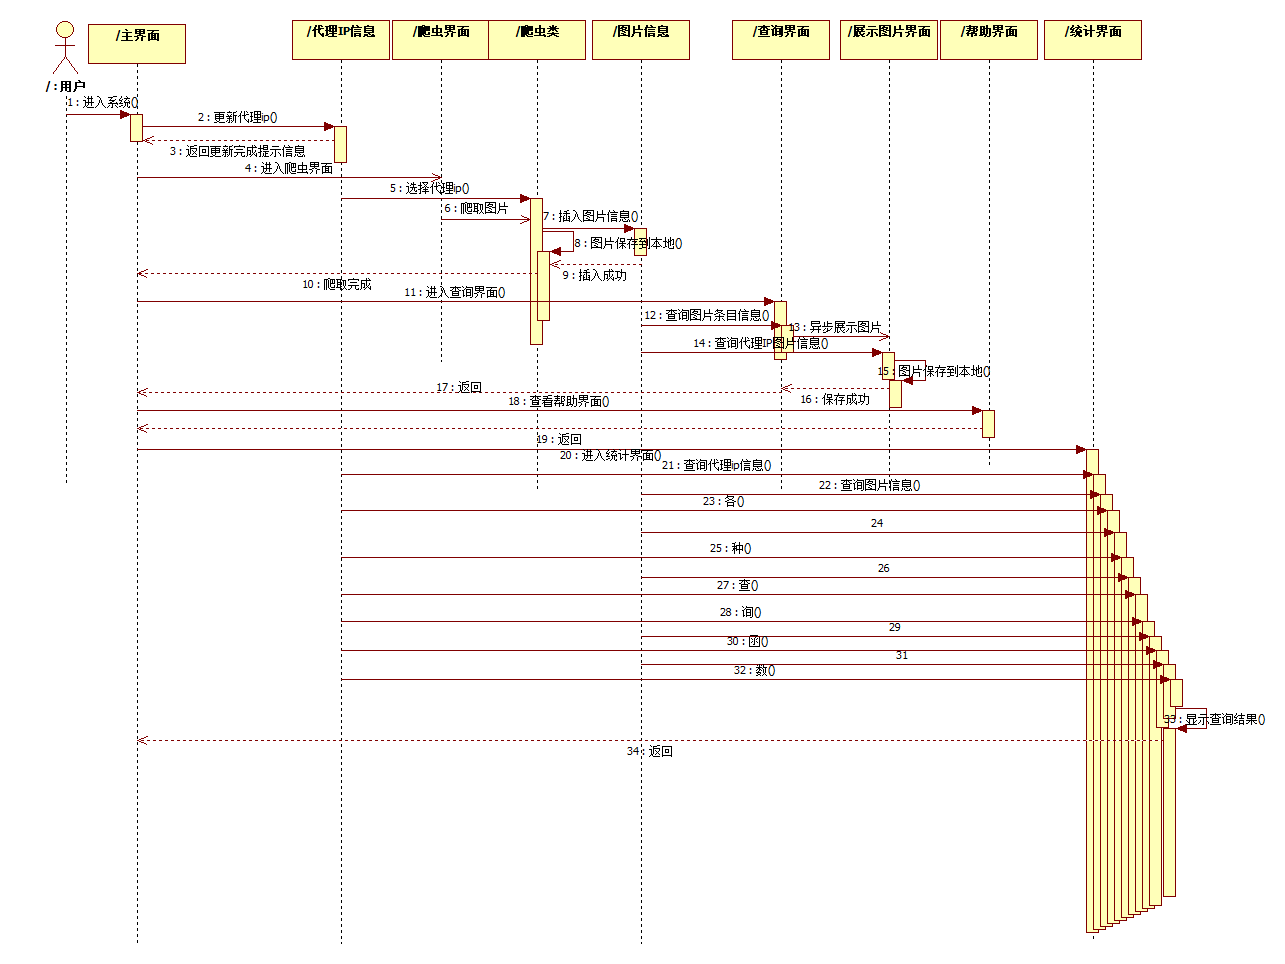 /主界面
/代理IP信息
/爬虫界面
/爬虫类
/图片信息
/查询界面
/展示图片界面
/帮助界面
/统计界面
/ : 用户
1 : 进入系统()
2 : 更新代理ip()
3 : 返回更新完成提示信息
4 : 进入爬虫界面
5 : 选择代理ip()
6 : 爬取图片
7 : 插入图片信息()
8 : 图片保存到本地()
9 : 插入成功
10 : 爬取完成
11 : 进入查询界面()
12 : 查询图片条目信息()
13 : 异步展示图片
14 : 查询代理IP图片信息()
15 : 图片保存到本地()
16 : 保存成功
17 : 返回
18 : 查看帮助界面()
19 : 返回
20 : 进入统计界面()
21 : 查询代理ip信息()
22 : 查询图片信息()
23 : 各()
24
25 : 种()
26
27 : 查()
28 : 询()
29
30 : 函()
31
32 : 数()
33 : 显示查询结果()
34 : 返回